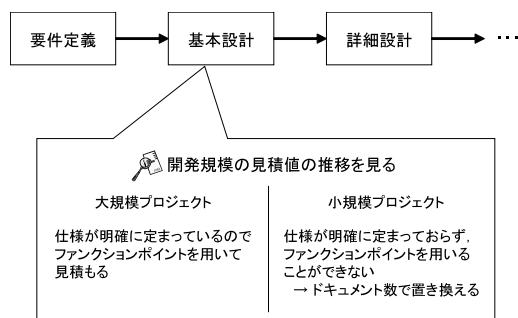 要件定義
基本設計
詳細設計
…
開発規模の見積値の推移を見る
大規模プロジェクト
仕様が明確に定まっているので
ファンクションポイントを用いて
見積もる
小規模プロジェクト
仕様が明確に定まっておらず,
ファンクションポイントを用いる
ことができない
→ ドキュメント数で置き換える